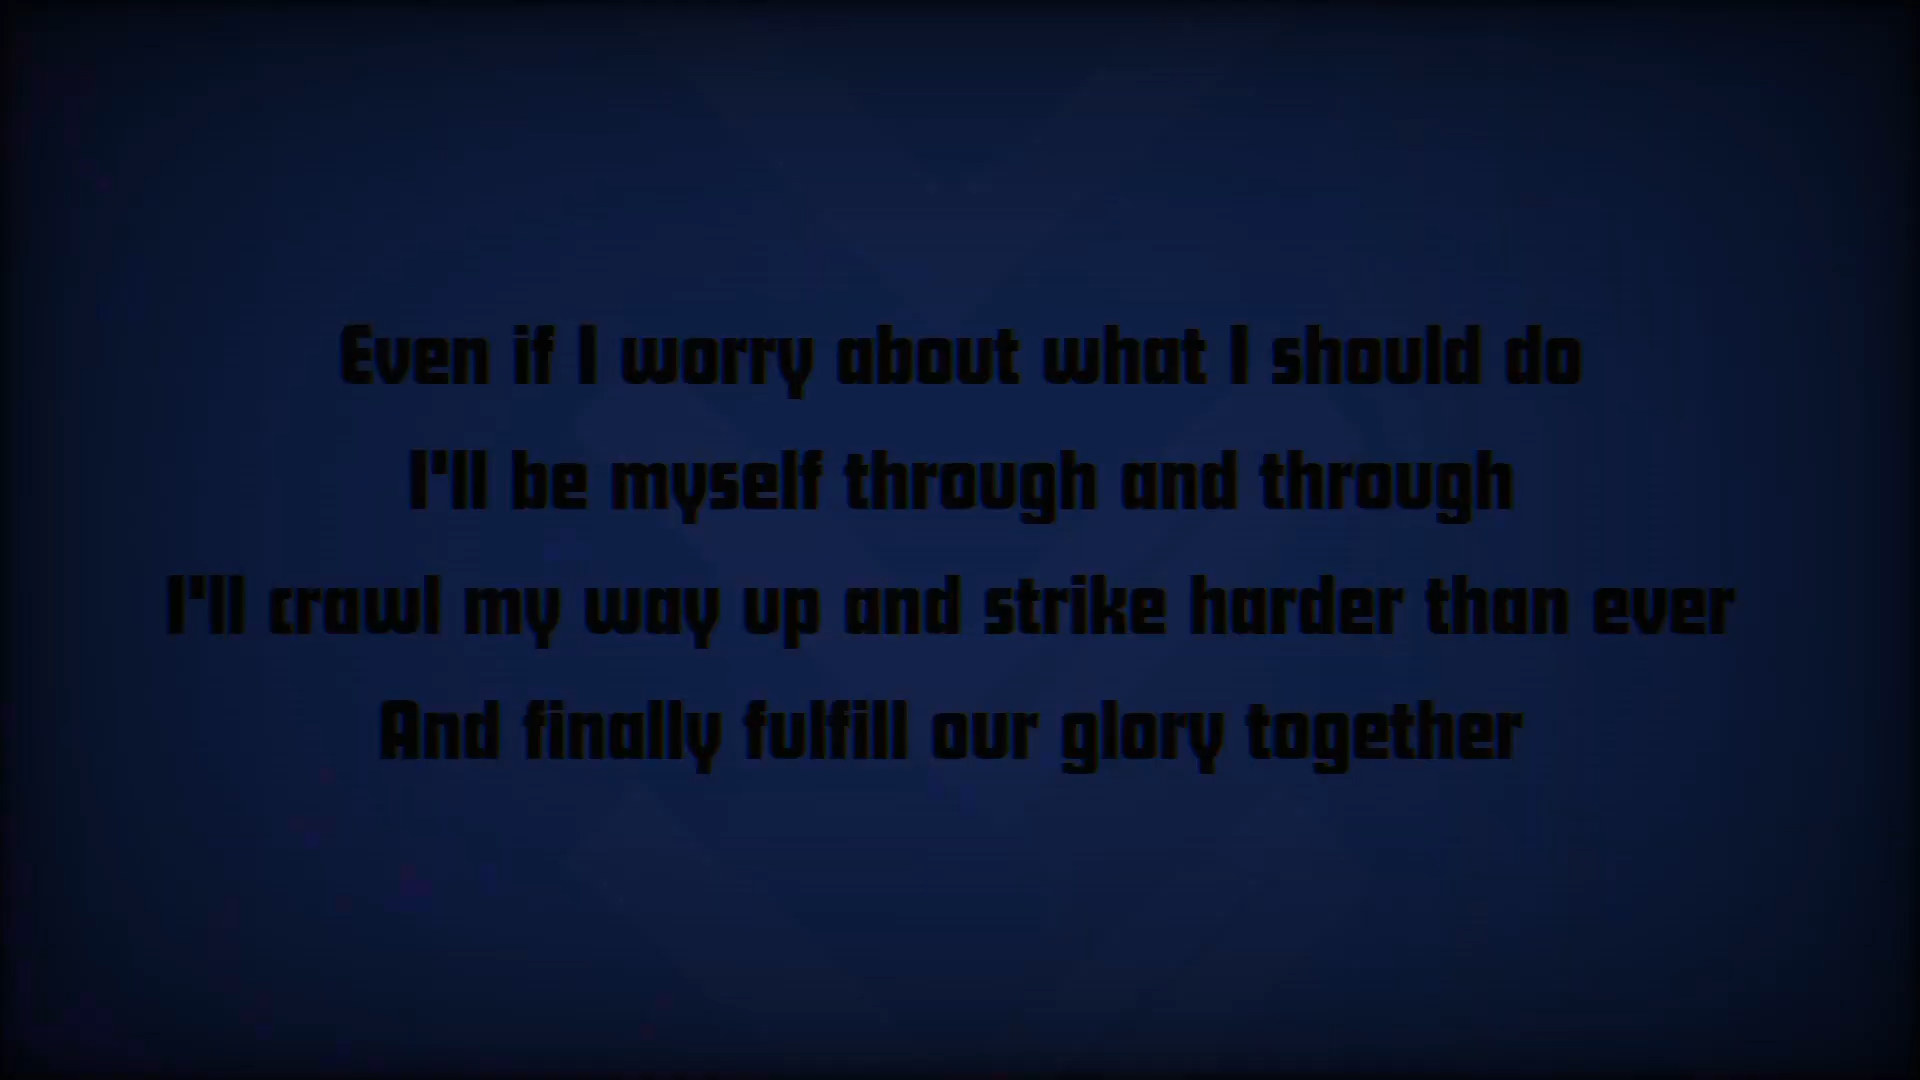 Even if I worry about what I should do
I'll be myself through and through
I'll crawl my way up and strike harder than ever
And finally fulfill our glory together